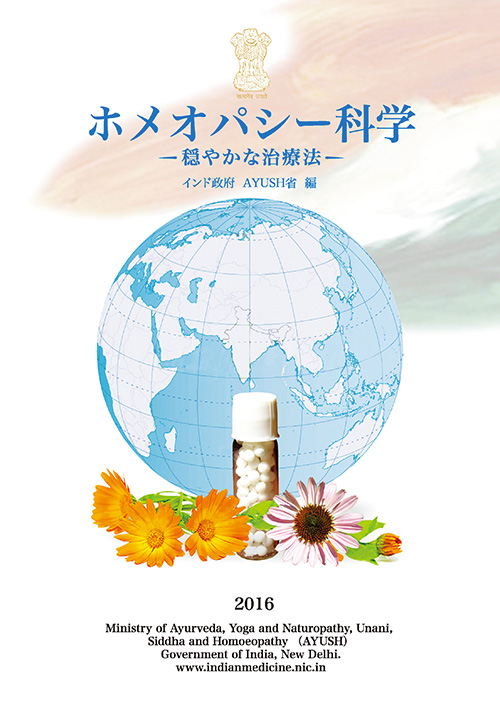 ホメオパシー科学
―穏やかな治療法―
インド政府 AYUSH省 編
2016
Ministry of Ayurveda, Yoga and Naturopathy, Unani,
Siddha and Homoeopathy （AYUSH）
Government of India, New Delhi.
www.indianmedicine.nic.in